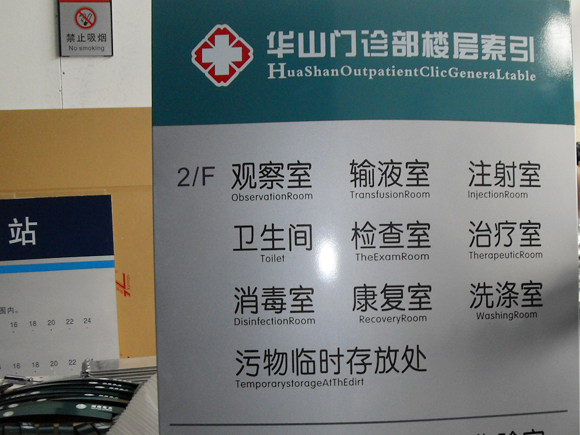 禁止吸烟
No smoking
华山门诊部楼层索引
HuaShanOutpatientClicGeneraLtable
2/F 观察室 输液室 注射室
ObservationRoom TransfusionRoom InjectionRoom
卫生间 检查室 治疗室
Toilet TheExamRoom TherapeuticRoom
消毒室 康复室 洗涤室
DisinfectionRoom RecoveryRoom WashingRoom
污物临时存放处
TemporarystorageAtThEdirt
站
围内。
16 18 20 22 24
16 18 20 22